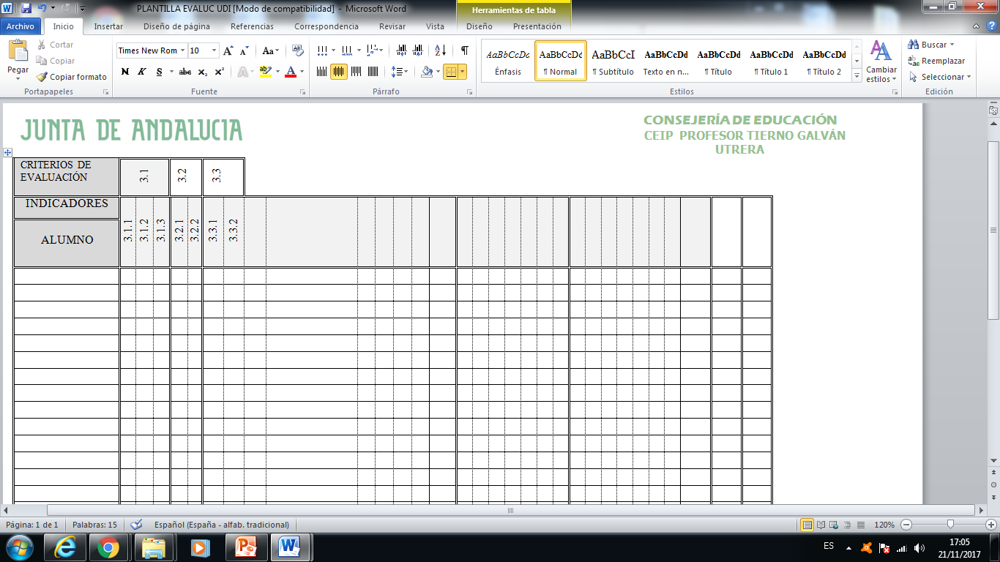 PLANTILLA EVALUC UDI [Modo de compatibilidad] - Microsoft Word
Herramientas de tabla
Archivo Inicio Insertar Diseño de página Referencias Correspondencia Revisar Vista Diseño Presentación
Pegar
Cortar
Copiar
Copiar formato
Portapapeles
Times New Rom 10
N K S abc x₂ x²
Fuente
Párrafo
AaBbCcDc AaBbCcDd AaBbCcI AaBbCcDd AaBbCcDd AaBbCcDd AaBbCcDd
Énfasis ¶ Normal ¶ Subtítulo Texto en n... ¶ Título ¶ Título 1 ¶ Título 2
Estilos
Cambiar estilos
Buscar
Reemplazar
Seleccionar
Edición
JUNTA DE ANDALUCIA
CONSEJERÍA DE EDUCACIÓN
CEIP PROFESOR TIERNO GALVÁN
UTRERA
CRITERIOS DE
EVALUACIÓN
3.1 3.2 3.3
INDICADORES
ALUMNO
3.1.1 3.1.2 3.1.3 3.2.1 3.2.2 3.3.1 3.3.2
Página: 1 de 1 Palabras: 15 Español (España - alfab. tradicional) 120%
ES 17:05
21/11/2017